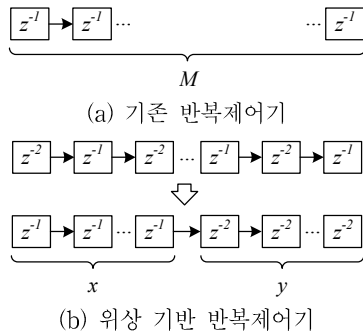 z⁻¹ z⁻¹ ... z⁻¹
M
(a) 기존 반복제어기
z⁻² z⁻¹ z⁻² ... z⁻¹ z⁻² z⁻¹
z⁻¹ z⁻¹ ... z⁻¹ z⁻² z⁻² ... z⁻²
x y
(b) 위상 기반 반복제어기